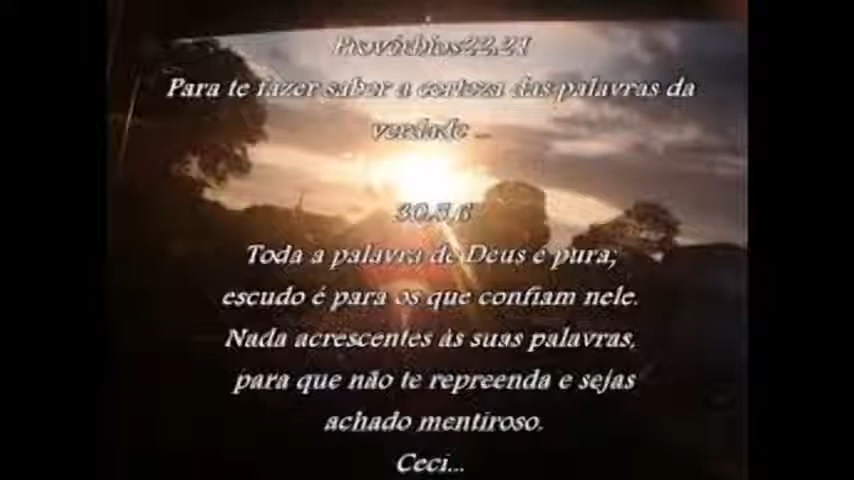 Provérbios22.21
Para te fazer saber a certeza das palavras da
verdade ...
30.5,6
Toda a palavra de Deus é pura;
escudo é para os que confiam nele.
Nada acrescentes às suas palavras,
para que não te repreenda e sejas
achado mentiroso.
Ceci...